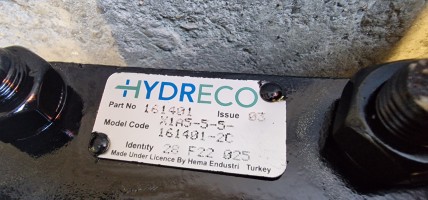 HYDRECO
Part No 161401 Issue 03
Model Code X1A5-5-5-
161401-2C
Identity 28 F22 025
Made Under Licence By Hema Endustri Turkey